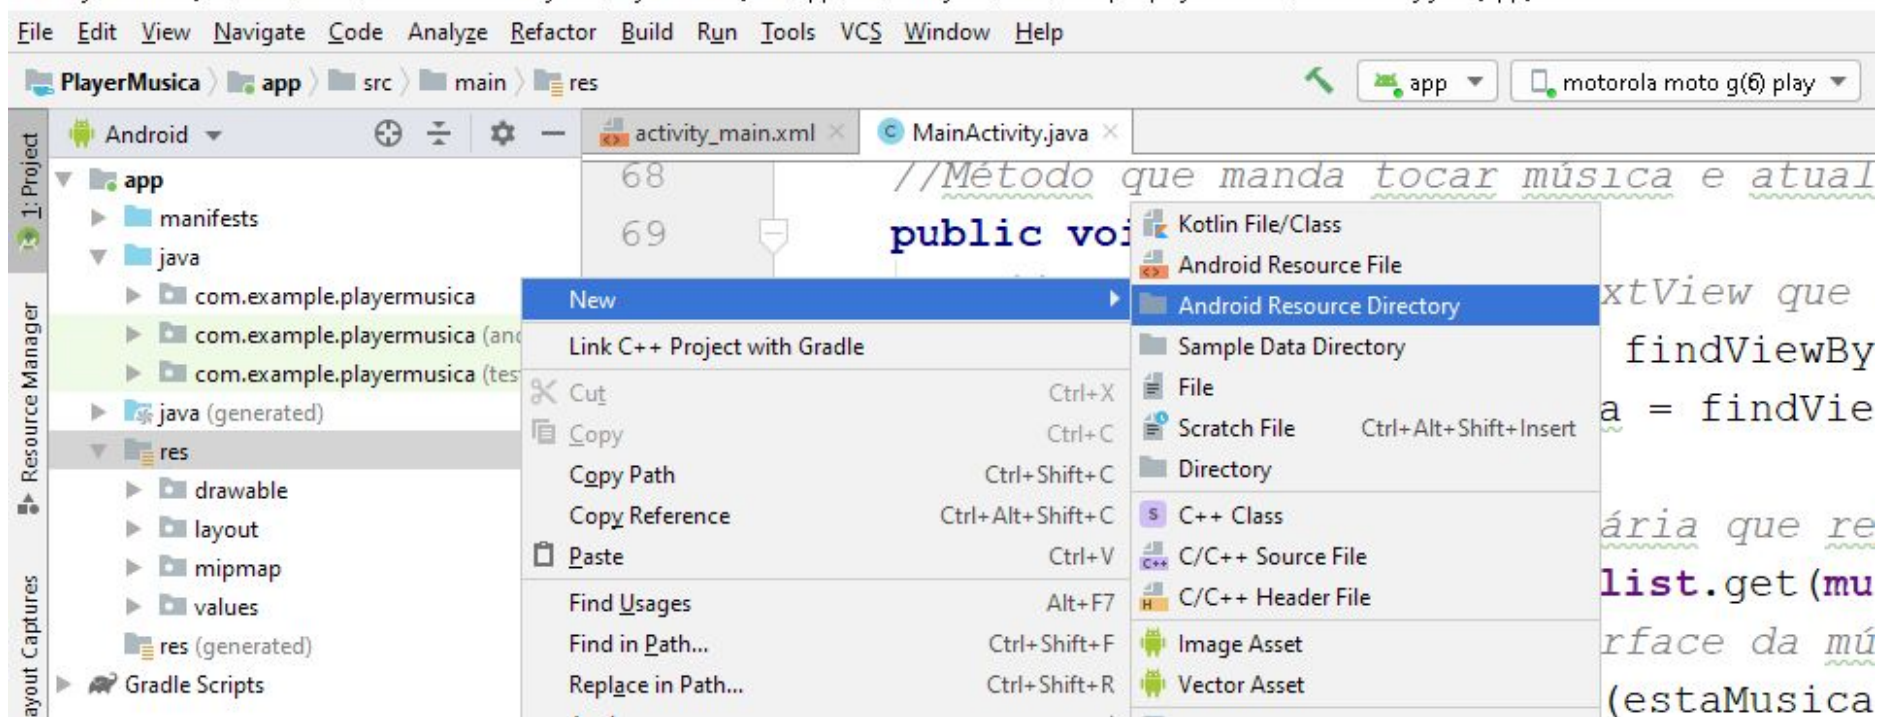 File Edit View Navigate Code Analyze Refactor Build Run Tools VCS Window Help
PlayerMusica app src main res
app motorola moto g(6) play
1: Project
Resource Manager
ayout Captures
Android
app
manifests
java
com.example.playermusica
com.example.playermusica (and
com.example.playermusica (tes
java (generated)
res
drawable
layout
mipmap
values
res (generated)
Gradle Scripts
activity_main.xml MainActivity.java
68 //Método que manda tocar música e atual
69 public voi
xtView que
findViewBy
a = findVie
ária que re
list.get(mu
rface da mú
(estaMusica
New
Link C++ Project with Gradle
Cut Ctrl+X
Copy Ctrl+C
Copy Path Ctrl+Shift+C
Copy Reference Ctrl+Alt+Shift+C
Paste Ctrl+V
Find Usages Alt+F7
Find in Path... Ctrl+Shift+F
Replace in Path... Ctrl+Shift+R
Kotlin File/Class
Android Resource File
Android Resource Directory
Sample Data Directory
File
Scratch File Ctrl+Alt+Shift+Insert
Directory
C++ Class
C/C++ Source File
C/C++ Header File
Image Asset
Vector Asset